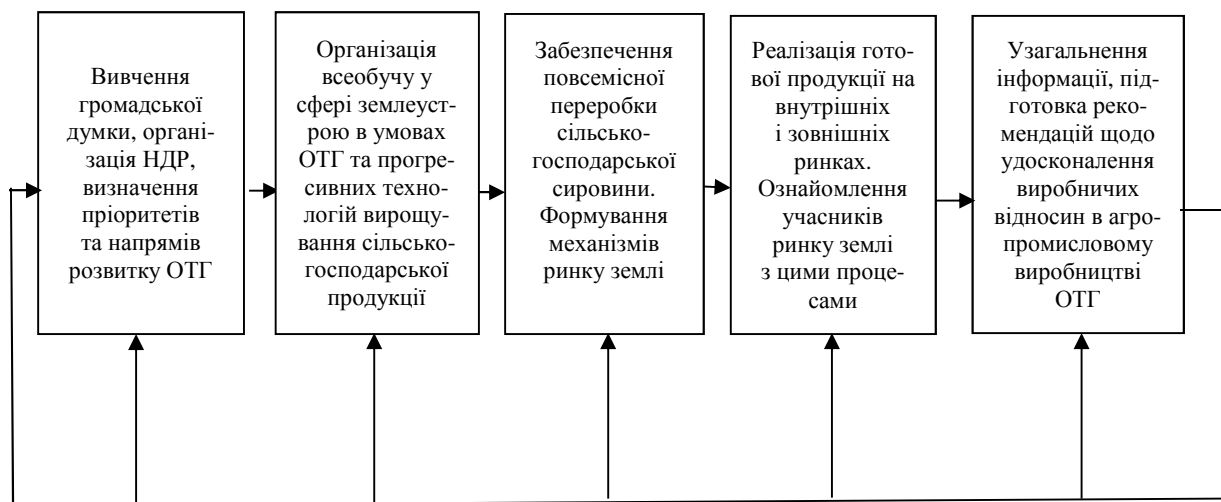 Вивчення
громадської
думки, органі-
зація НДР,
визначення
пріоритетів
та напрямів
розвитку ОТГ
Організація
всеобучу у
сфері землеуст-
рою в умовах
ОТГ та прогре-
сивних техно-
логій вирощу-
вання сільсько-
господарської
продукції
Забезпечення
повсемісної
переробки
сільсько-
господарської
сировини.
Формування
механізмів
ринку землі
Реалізація гото-
вої продукції на
внутрішніх
і зовнішніх
ринках.
Ознайомлення
учасників
ринку землі
з цими проце-
сами
Узагальнення
інформації, під-
готовка реко-
мендацій щодо
удосконалення
виробничих
відносин в агро-
промисловому
виробництві
ОТГ